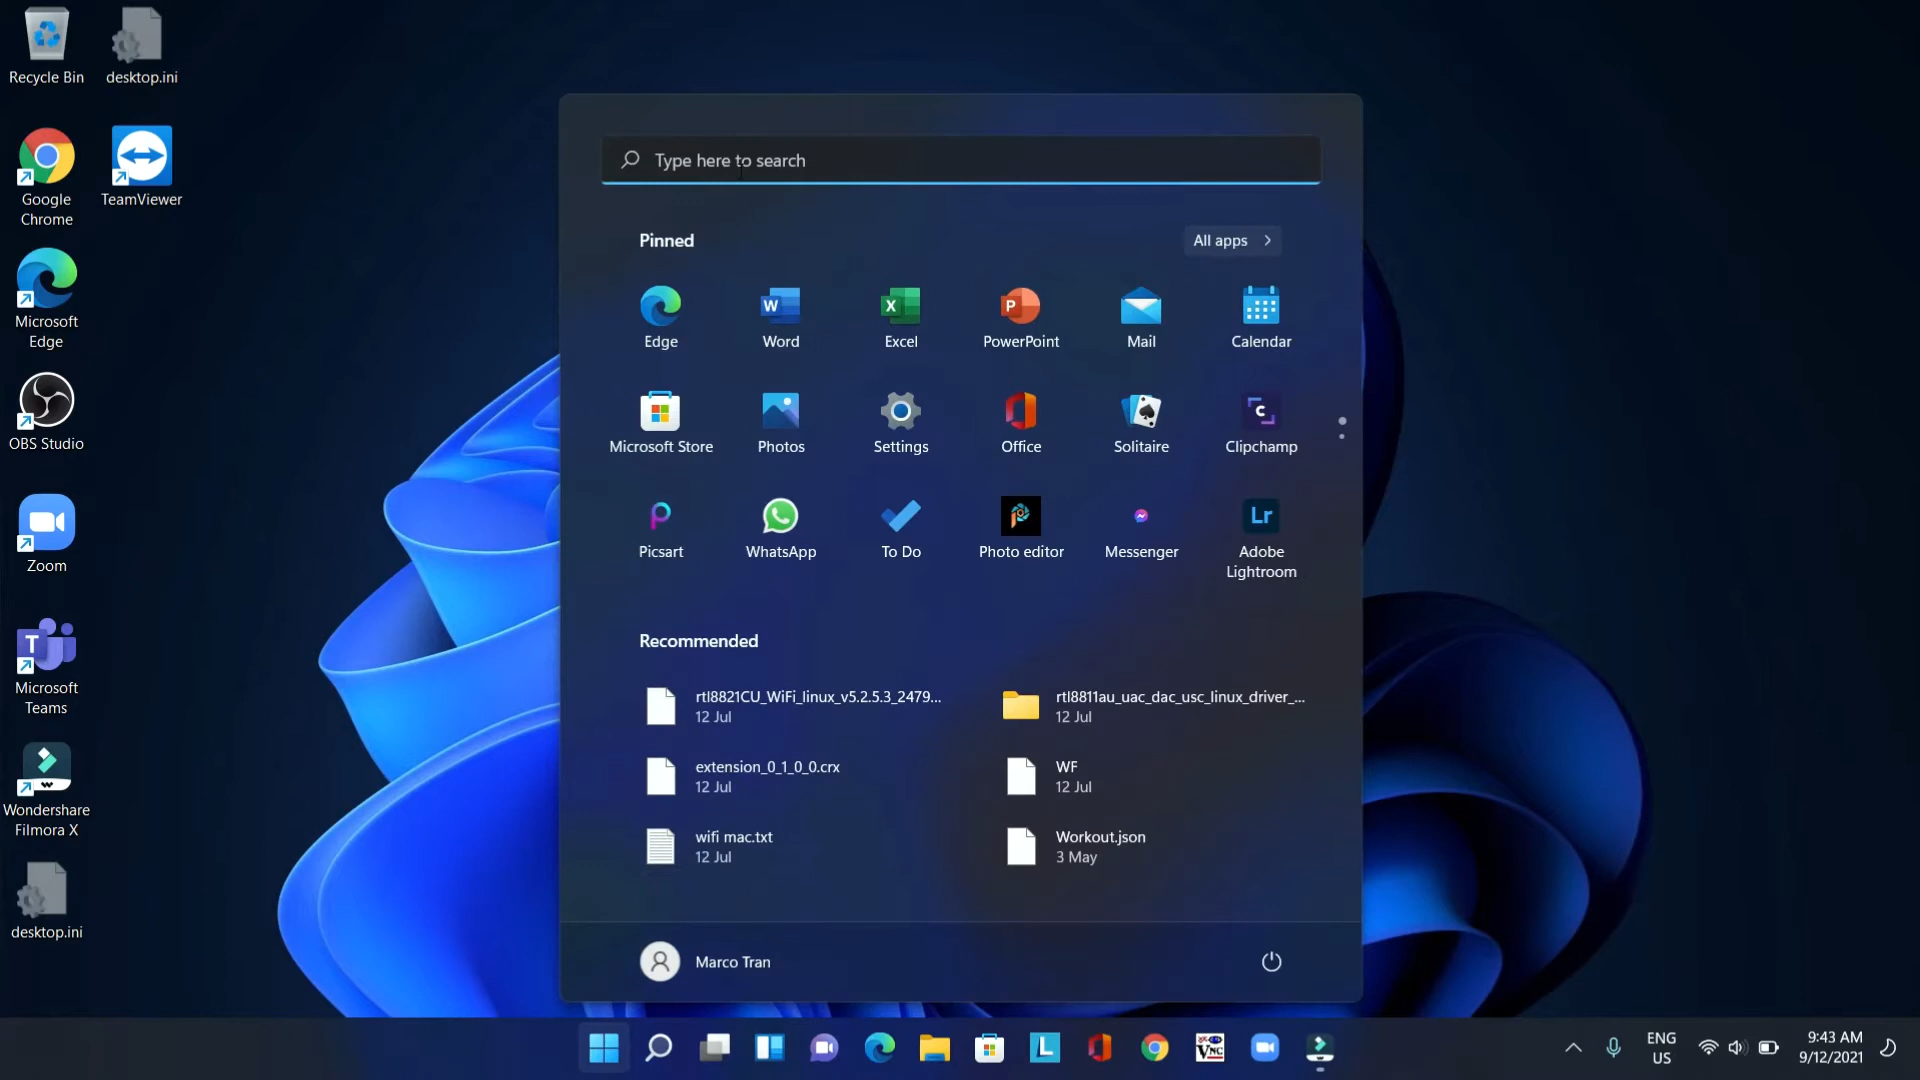 Recycle Bin
desktop.ini
Google
Chrome
TeamViewer
Microsoft
Edge
OBS Studio
Zoom
T
Microsoft
Teams
Wondershare
Filmora X
desktop.ini
Type here to search
Pinned
All apps
W
X
P
Edge
Word
Excel
PowerPoint
Mail
Calendar
C
Microsoft Store
Photos
Settings
Office
Solitaire
Clipchamp
Lr
Picsart
WhatsApp
To Do
Photo editor
Messenger
Adobe
Lightroom
Recommended
rtl8821CU_WiFi_linux_v5.2.5.3_2479...
12 Jul
rtl8811au_uac_dac_usc_linux_driver_...
12 Jul
extension_0_1_0_0.crx
12 Jul
WF
12 Jul
wifi mac.txt
12 Jul
Workout.json
3 May
Marco Tran
L
VNC
ENG
US
9:43 AM
9/12/2021